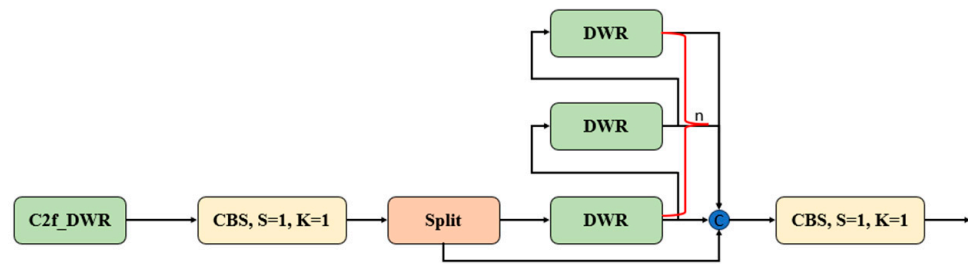 DWR
n
DWR
C2f_DWR
CBS, S=1, K=1
Split
DWR
C
CBS, S=1, K=1